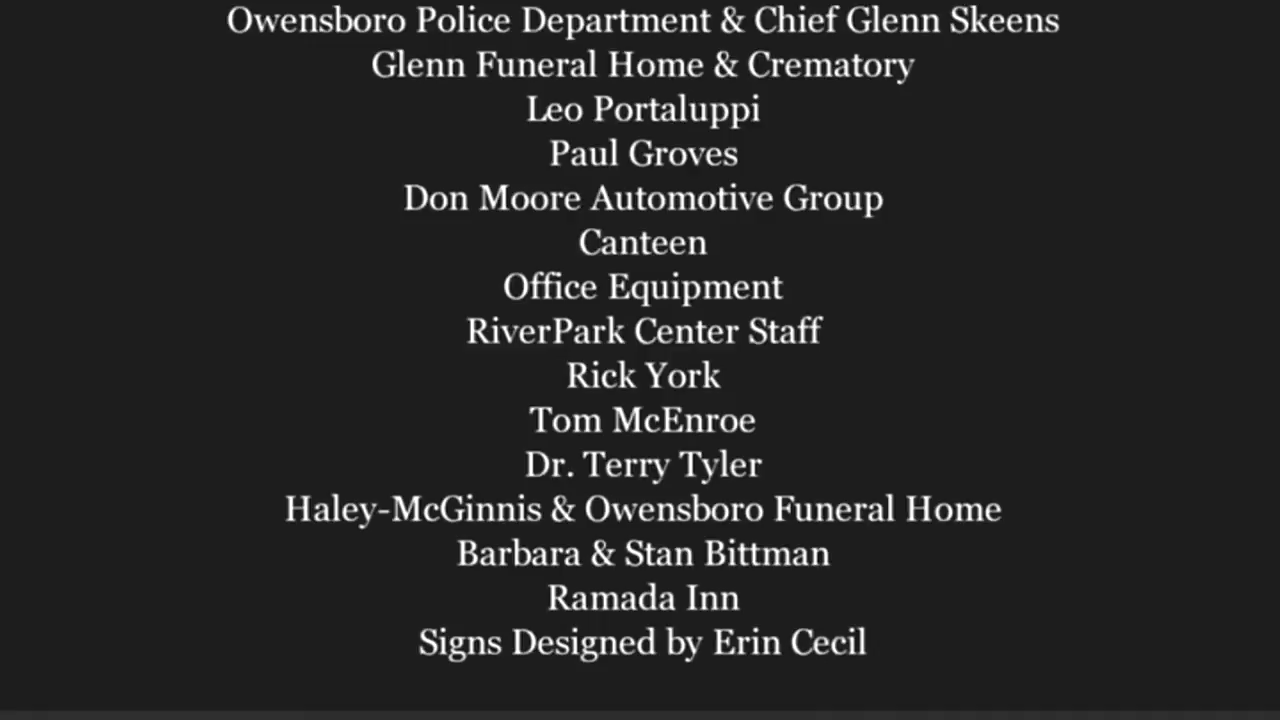 Owensboro Police Department & Chief Glenn Skeens
Glenn Funeral Home & Crematory
Leo Portaluppi
Paul Groves
Don Moore Automotive Group
Canteen
Office Equipment
RiverPark Center Staff
Rick York
Tom McEnroe
Dr. Terry Tyler
Haley-McGinnis & Owensboro Funeral Home
Barbara & Stan Bittman
Ramada Inn
Signs Designed by Erin Cecil